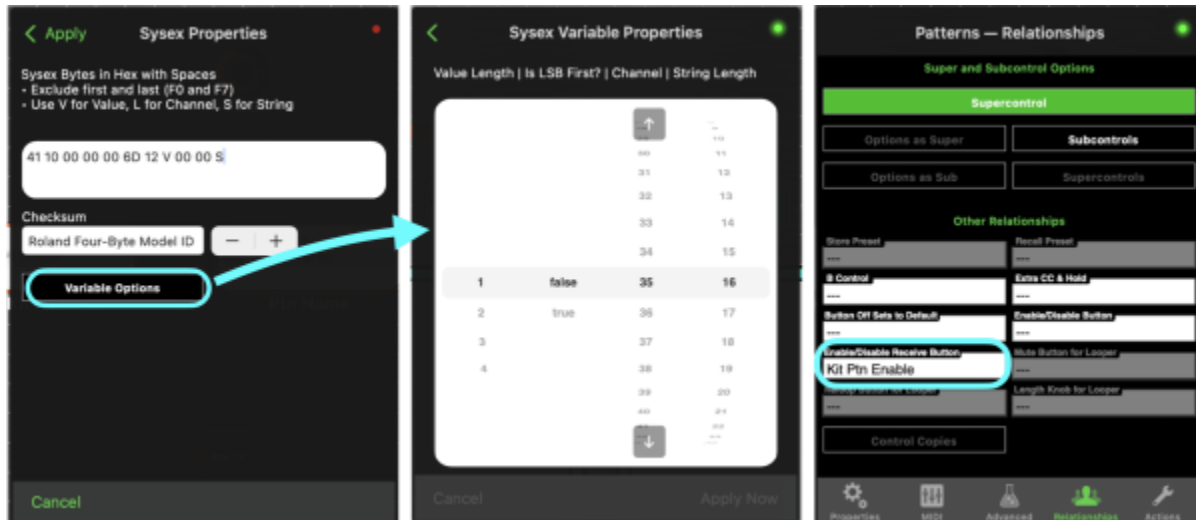 Apply
Sysex Properties
Sysex Bytes in Hex with Spaces
- Exclude first and last (F0 and F7)
- Use V for Value, L for Channel, S for String
41 10 00 00 00 6D 12 V 00 00 S
Checksum
Roland Four-Byte Model ID
− +
Variable Options
Cancel
Sysex Variable Properties
Value Length | Is LSB First? | Channel | String Length
31 13
32 13
33 14
34 15
1 false 35 16
2 true 36 17
3 37 18
4 38 19
39 20
40 21
Cancel
Apply Now
Patterns — Relationships
Super and Subcontrol Options
Supercontrol
Options as Super
Subcontrols
Options as Sub
Supercontrols
Other Relationships
Store Preset
---
Recall Preset
---
B Control
---
Extra CC & Hold
---
Button Off Sets to Default
---
Enable/Disable Button
---
Enable/Disable Receive Button
Kit Ptn Enable
Mute Button for Looper
---
Length Knob for Looper
---
Control Copies
Properties
MIDI
Advanced
Relationships
Actions